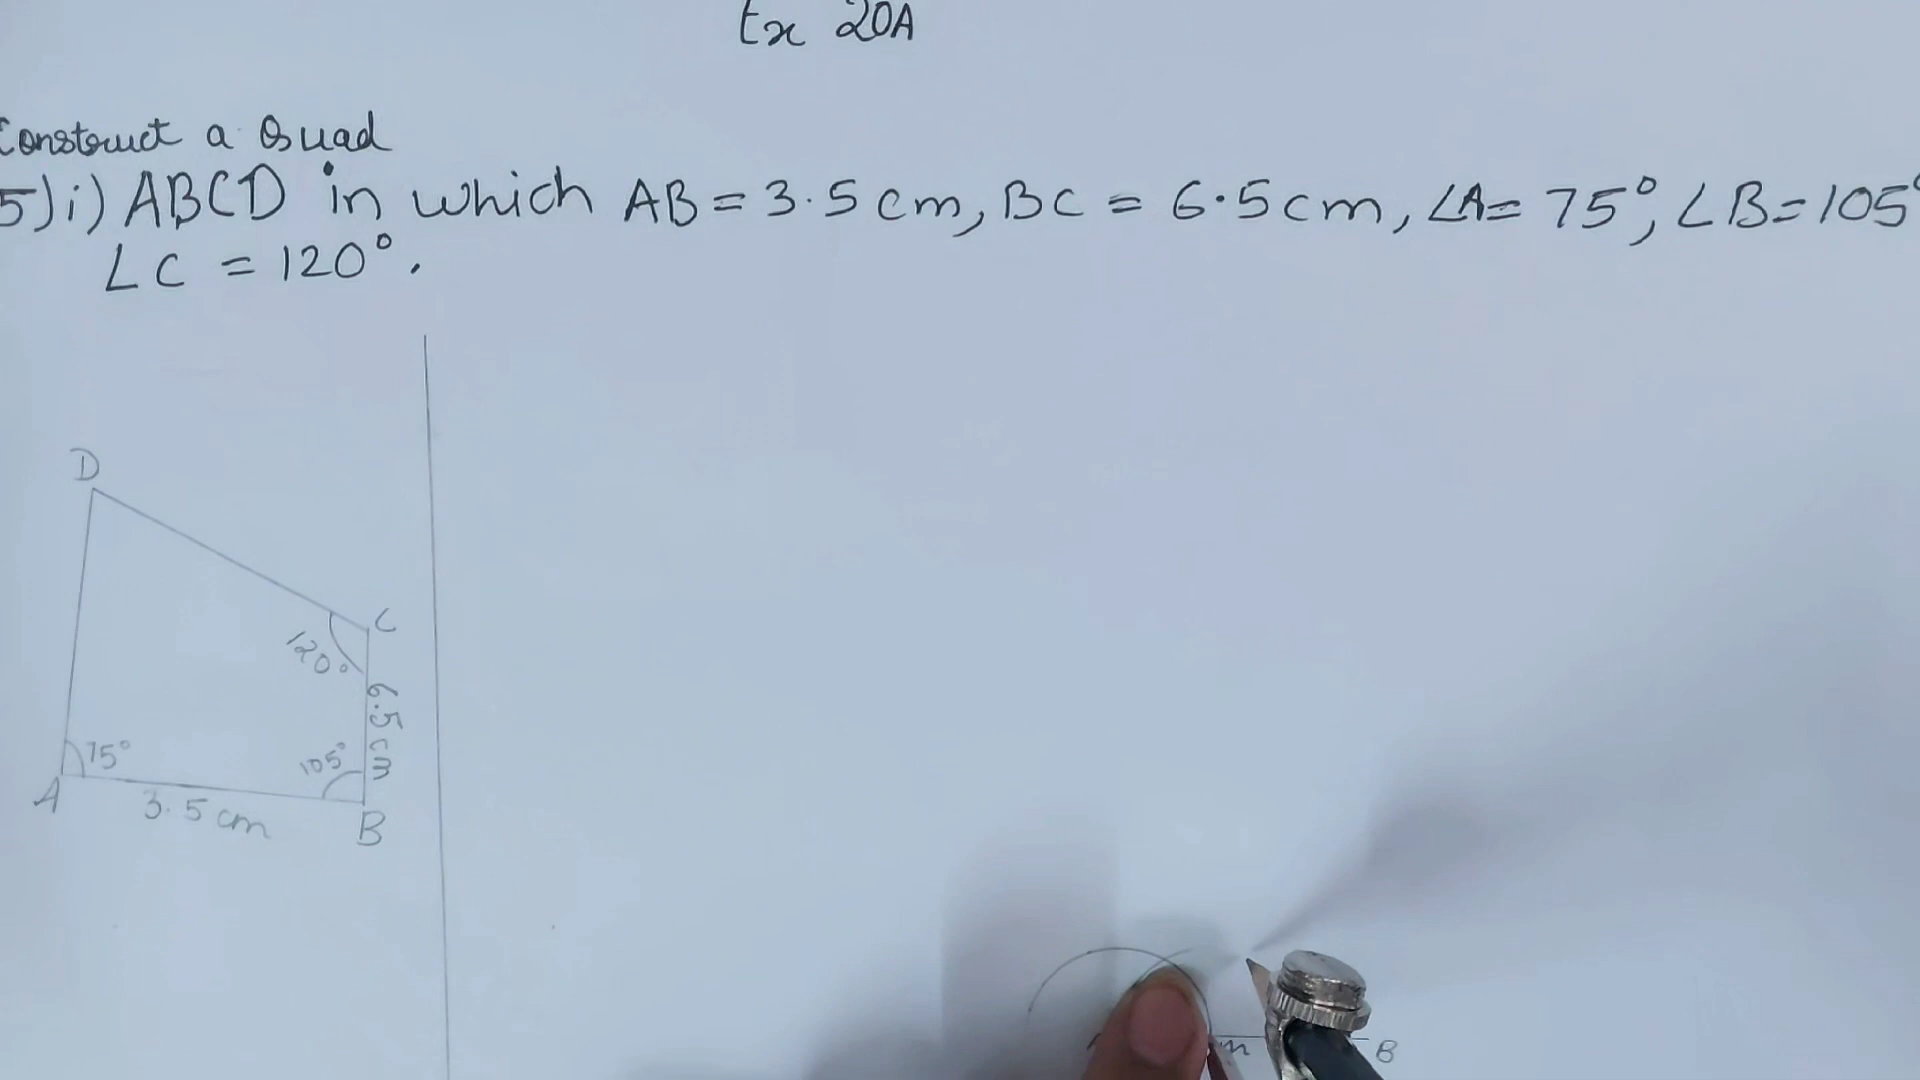 Ex 20A
Construct a Quad
5) i) ABCD in which AB = 3.5 cm, BC = 6.5 cm, ∠A = 75°, ∠B = 105°
∠C = 120°.
D
C
120°
6.5 cm
75°
105°
A
3.5 cm
B
m
B